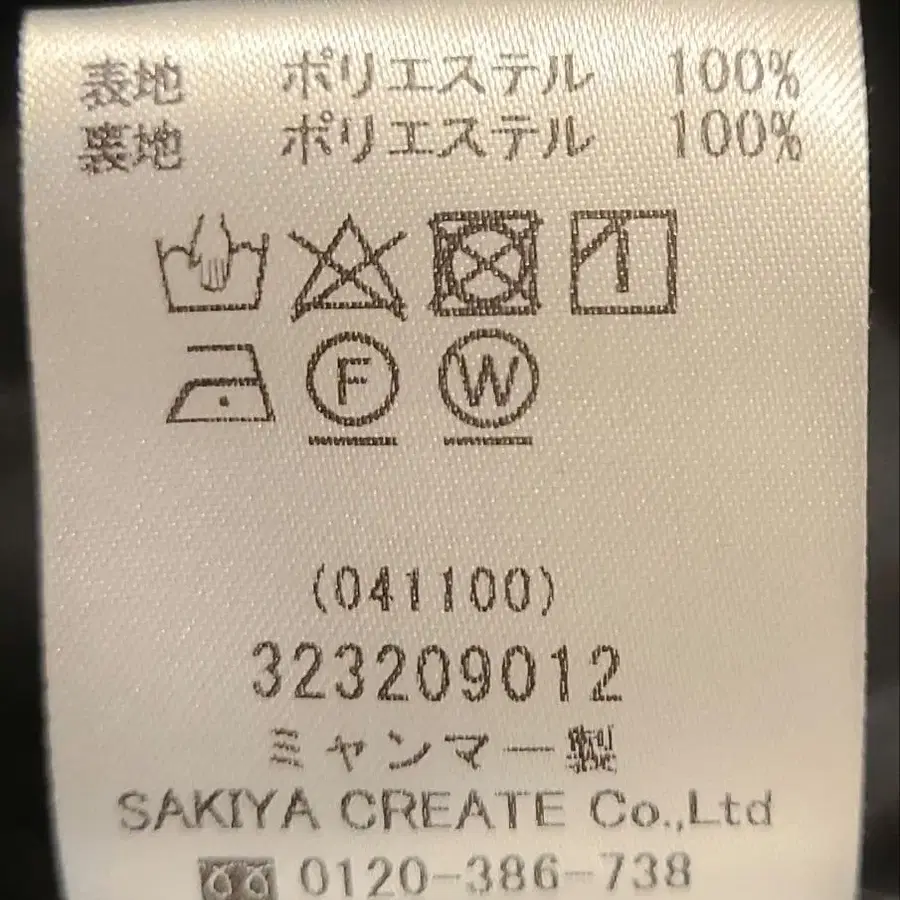 表地 ポリエステル 100%
裏地 ポリエステル 100%
F W
(041100)
323209012
ミャンマー製
SAKIYA CREATE Co.,Ltd
0120-386-738